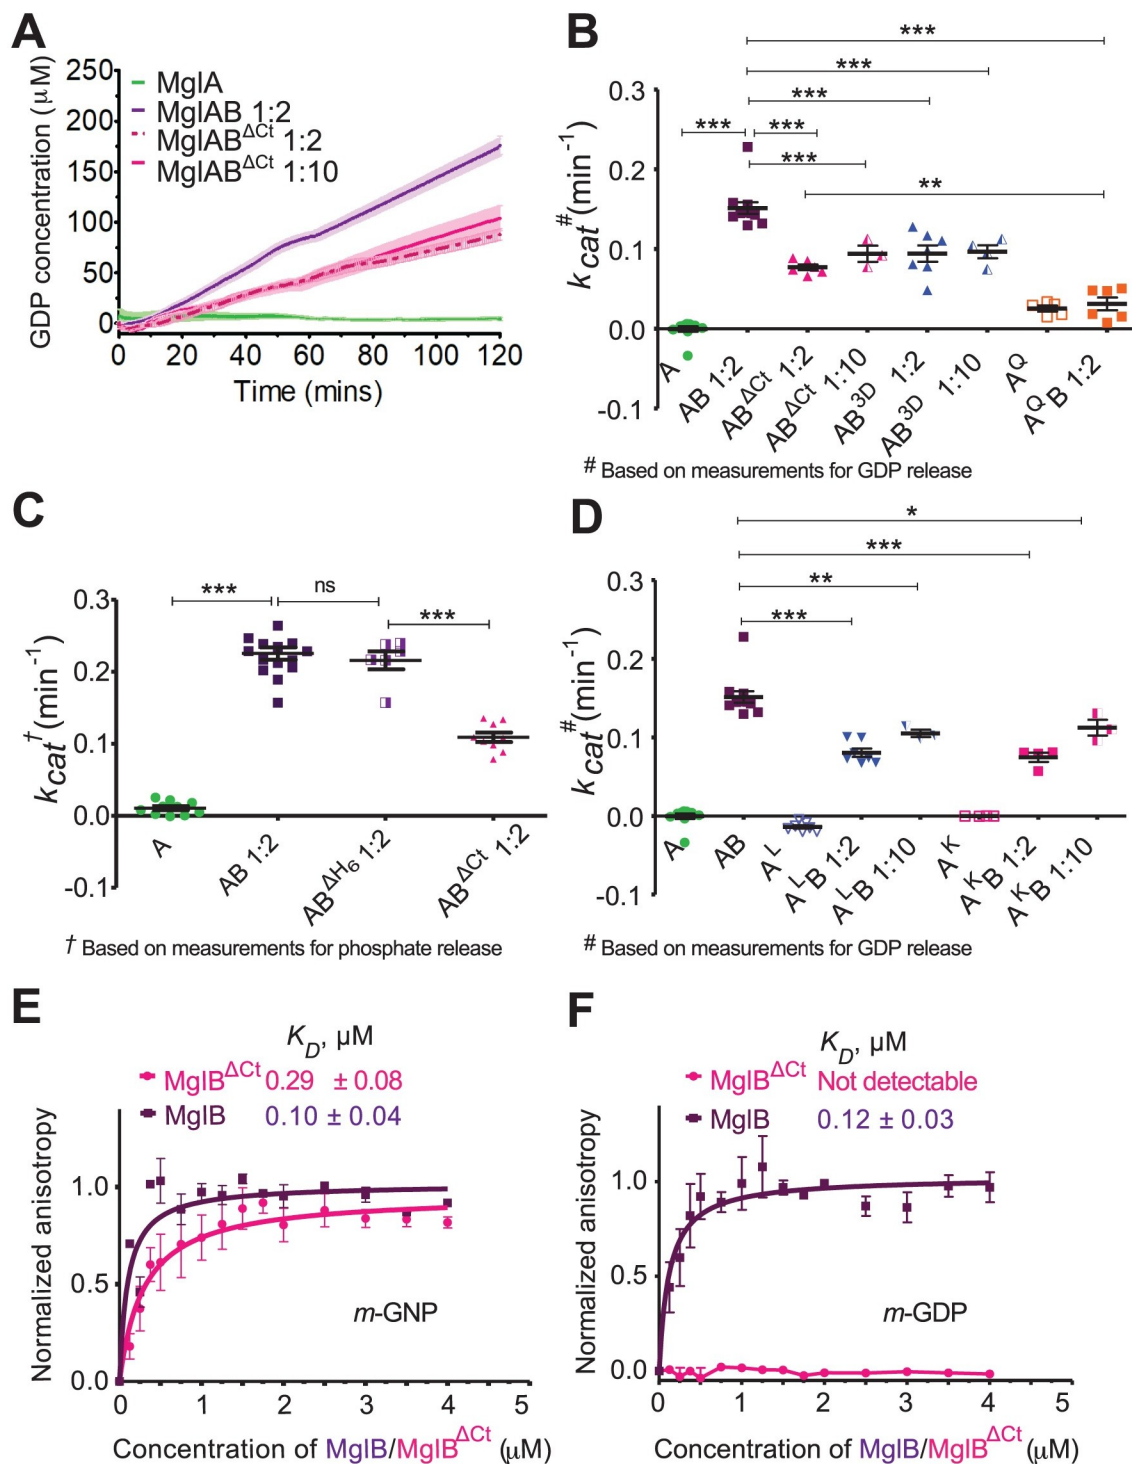 A
GDP concentration (µM)
250
200
150
100
50
0
MglA
MglAB 1:2
MglAB^ΔCt 1:2
MglAB^ΔCt 1:10
0 20 40 60 80 100 120
Time (mins)
B
k_cat^# (min^-1)
0.3
0.2
0.1
0.0
-0.1
***
***
***
*** ***
***
**
A
AB 1:2
AB^ΔCt 1:2
AB^ΔCt 1:10
AB^3D 1:2
AB^3D 1:10
A^Q
A^Q B 1:2
# Based on measurements for GDP release
C
k_cat^† (min^-1)
0.3
0.2
0.1
0.0
-0.1
*** ns ***
A
AB 1:2
AB^ΔH6 1:2
AB^ΔCt 1:2
† Based on measurements for phosphate release
D
k_cat^# (min^-1)
0.3
0.2
0.1
0.0
-0.1
*
***
**
***
A
AB
A^L
A^L B 1:2
A^L B 1:10
A^K
A^K B 1:2
A^K B 1:10
# Based on measurements for GDP release
E
K_D, µM
MglB^ΔCt 0.29 ± 0.08
MglB 0.10 ± 0.04
Normalized anisotropy
1.0
0.5
0.0
m-GNP
0 1 2 3 4 5
Concentration of MglB/MglB^ΔCt (µM)
F
K_D, µM
MglB^ΔCt Not detectable
MglB 0.12 ± 0.03
Normalized anisotropy
1.0
0.5
0.0
m-GDP
0 1 2 3 4 5
Concentration of MglB/MglB^ΔCt (µM)